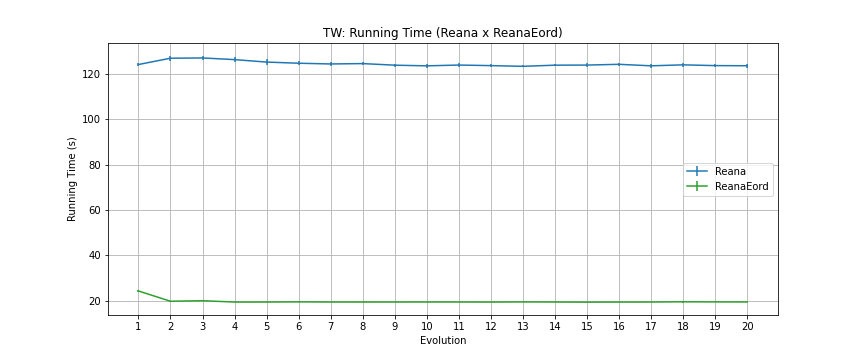 TW: Running Time (Reana x ReanaEord)
Running Time (s)
120
100
80
60
40
20
Reana
ReanaEord
1 2 3 4 5 6 7 8 9 10 11 12 13 14 15 16 17 18 19 20
Evolution